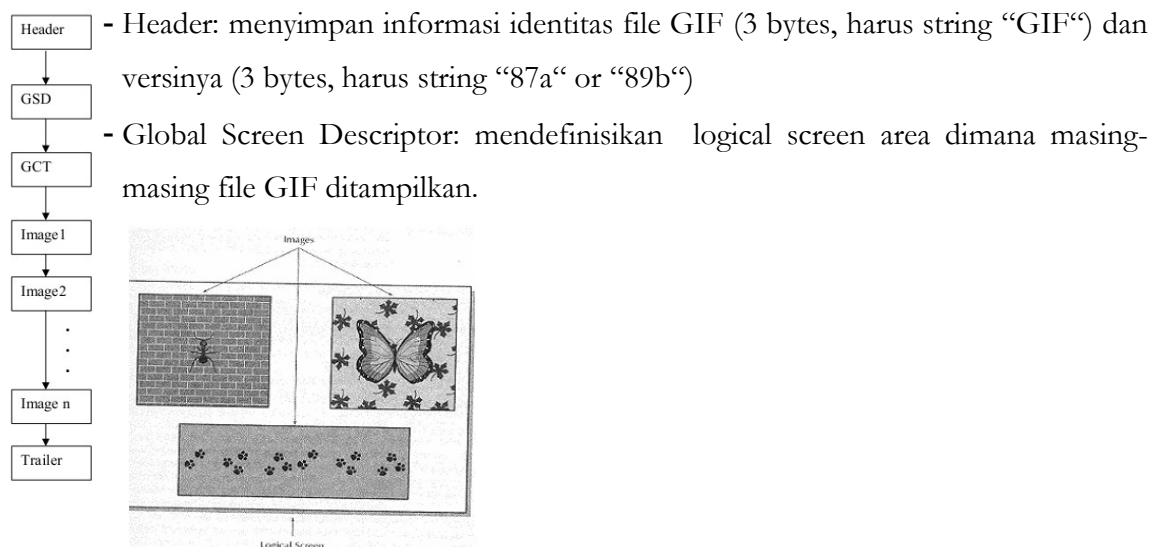 Header
GSD
GCT
Image1
Image2
.
.
.
Image n
Trailer
- Header: menyimpan informasi identitas file GIF (3 bytes, harus string “GIF“) dan
versinya (3 bytes, harus string “87a“ or “89b“)
- Global Screen Descriptor: mendefinisikan logical screen area dimana masing-
masing file GIF ditampilkan.
Images
Logical Screen